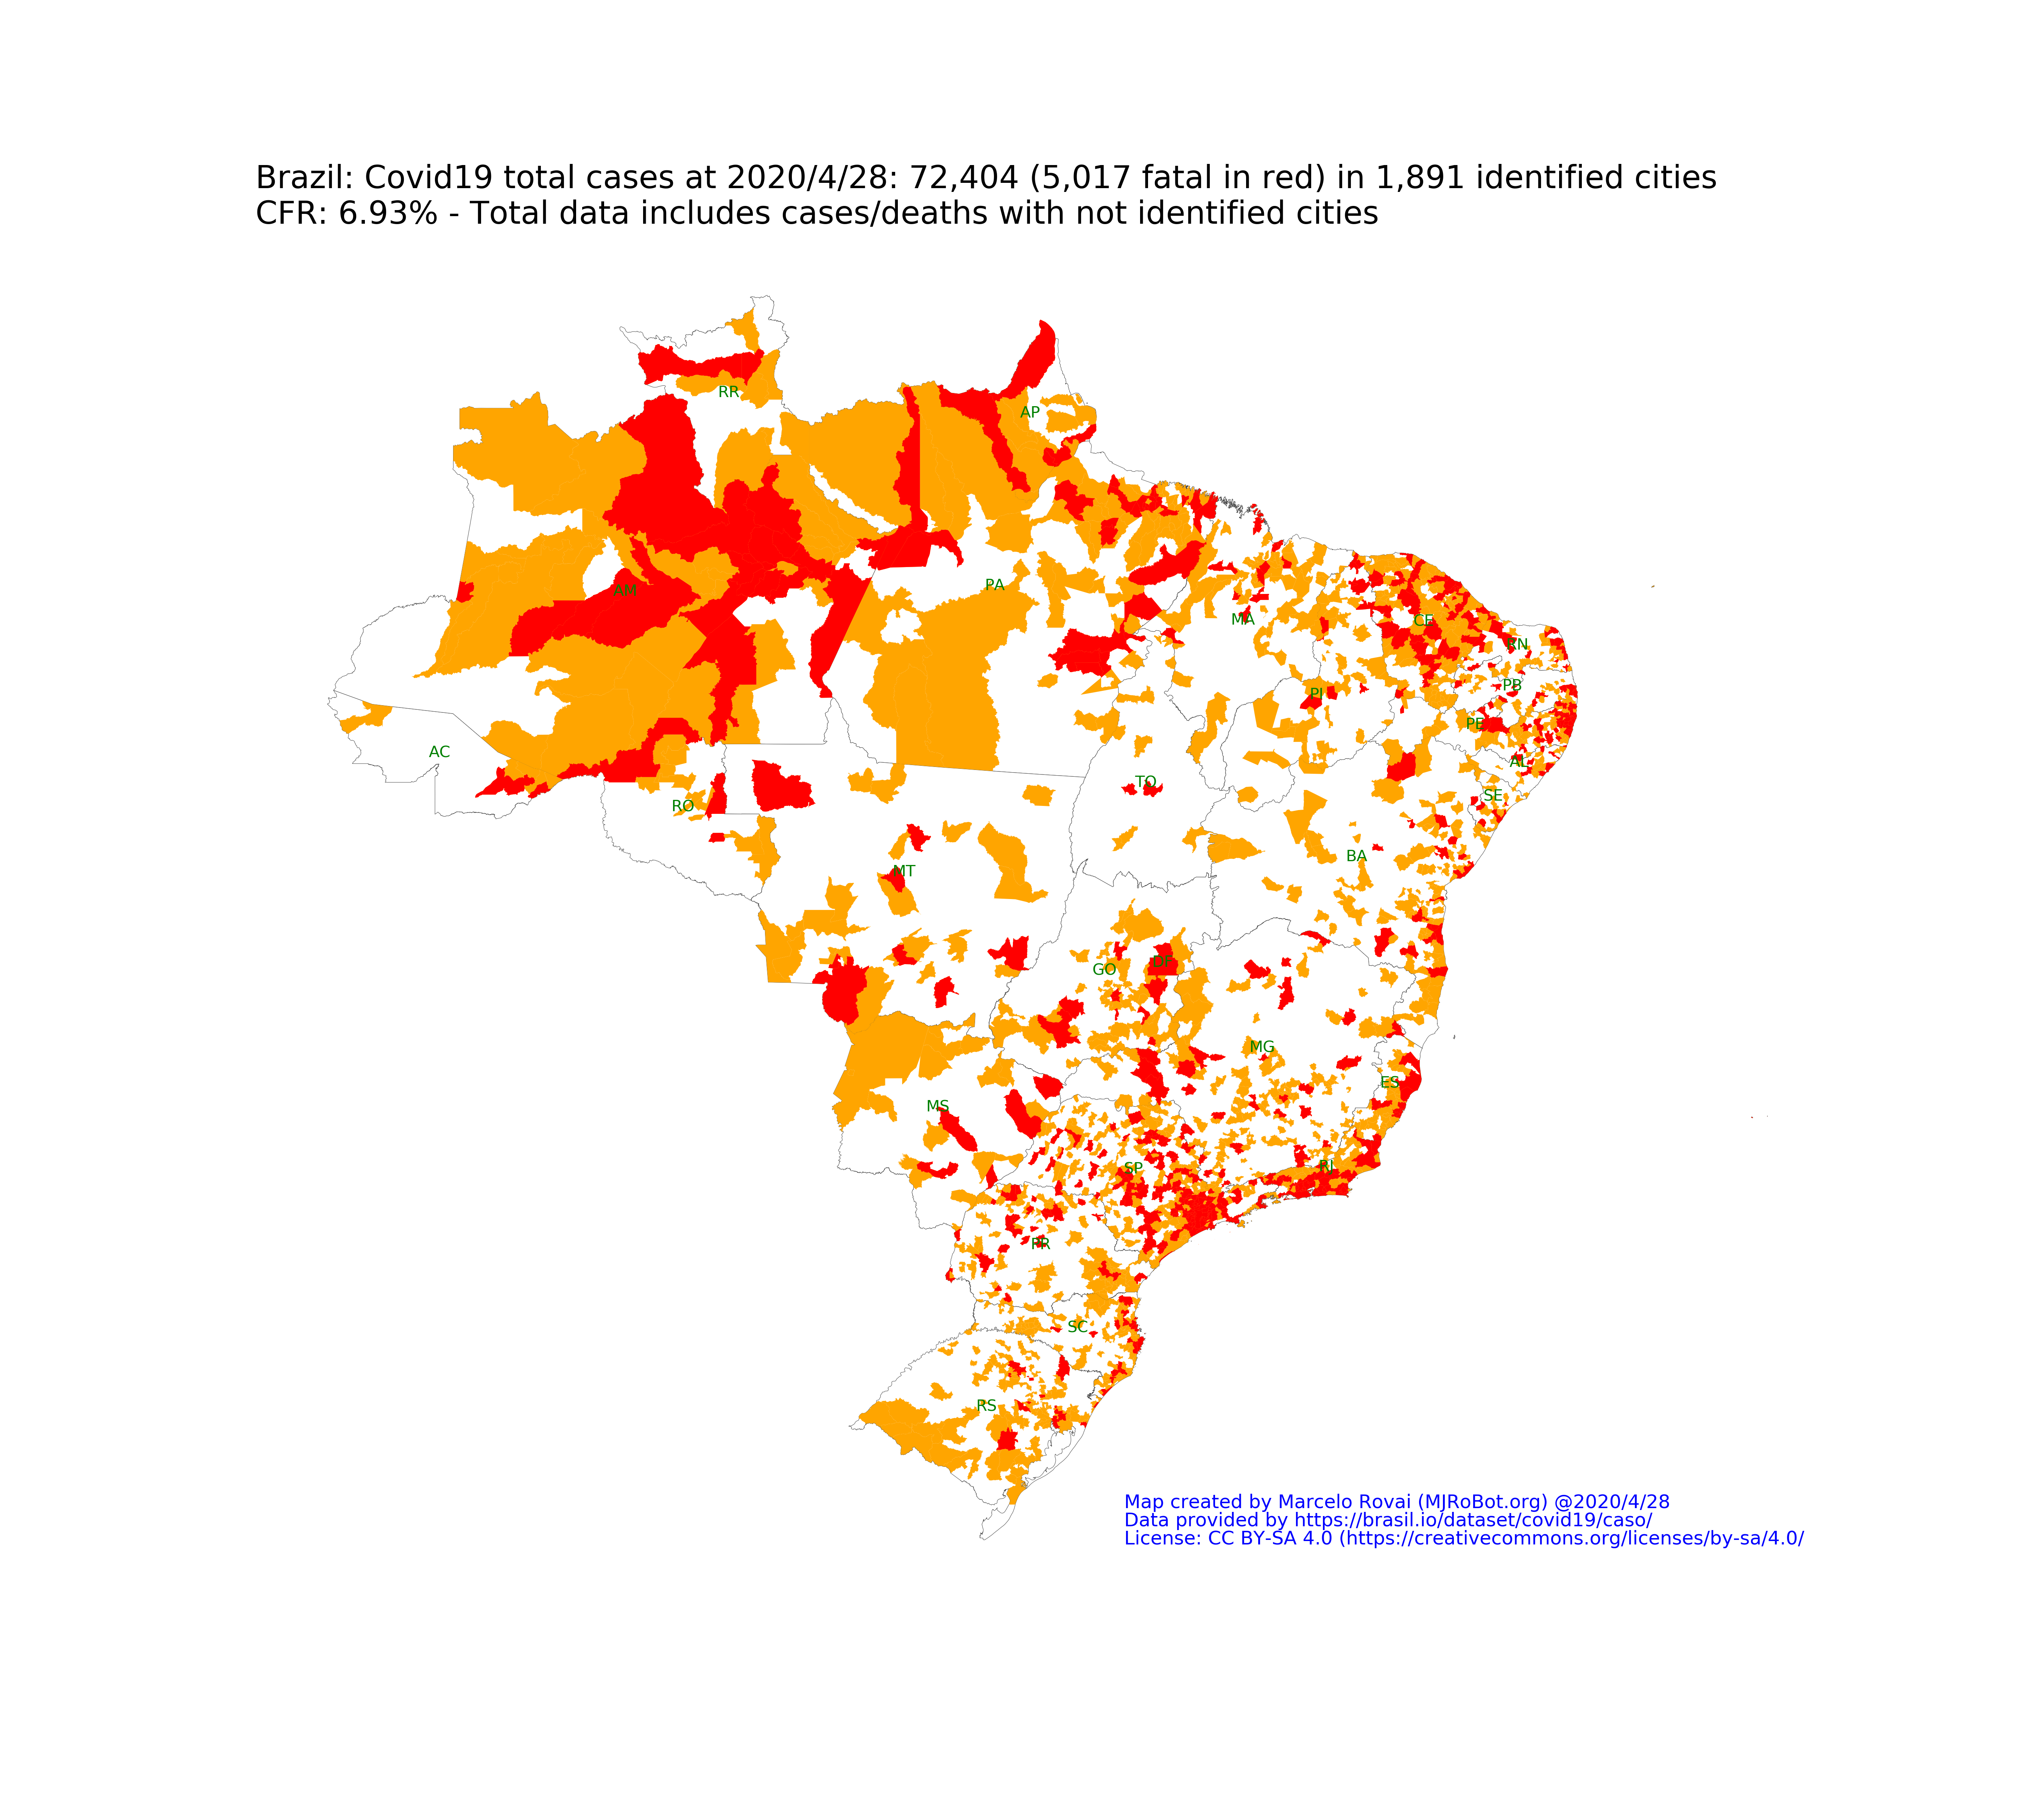 Brazil: Covid19 total cases at 2020/4/28: 72,404 (5,017 fatal in red) in 1,891 identified cities
CFR: 6.93% - Total data includes cases/deaths with not identified cities
RR
AP
AM
PA
MA
CE
RN
PI
PB
PE
AC
AL
TO
SE
RO
BA
MT
DF
GO
MG
ES
MS
RJ
SP
PR
SC
RS
Map created by Marcelo Rovai (MJRoBot.org) @2020/4/28
Data provided by https://brasil.io/dataset/covid19/caso/
License: CC BY-SA 4.0 (https://creativecommons.org/licenses/by-sa/4.0/